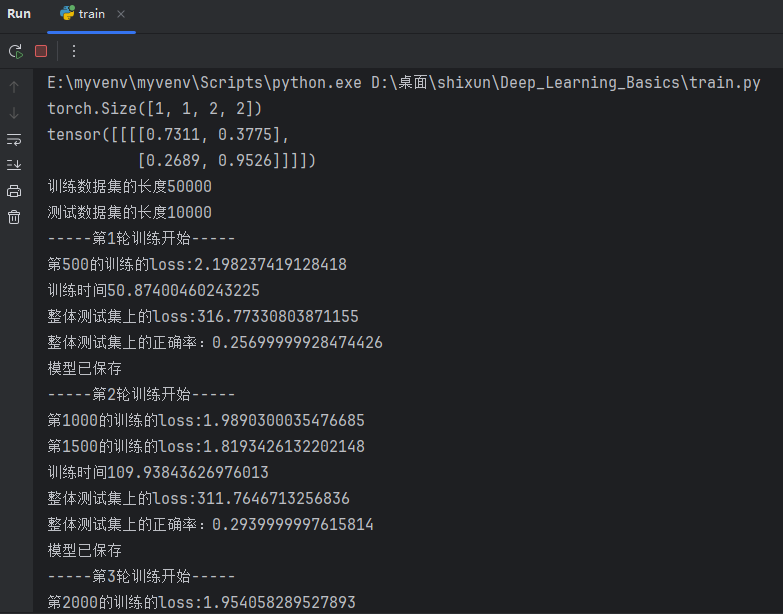 Run
train
E:\myvenv\myvenv\Scripts\python.exe D:\桌面\shixun\Deep_Learning_Basics\train.py
torch.Size([1, 1, 2, 2])
tensor([[[[0.7311, 0.3775],
[0.2689, 0.9526]]]])
训练数据集的长度50000
测试数据集的长度10000
-----第1轮训练开始-----
第500的训练的loss:2.198237419128418
训练时间50.87400460243225
整体测试集上的loss:316.77330803871155
整体测试集上的正确率：0.25699999928474426
模型已保存
-----第2轮训练开始-----
第1000的训练的loss:1.9890300035476685
第1500的训练的loss:1.8193426132202148
训练时间109.93843626976013
整体测试集上的loss:311.7646713256836
整体测试集上的正确率：0.2939999997615814
模型已保存
-----第3轮训练开始-----
第2000的训练的loss:1.954058289527893